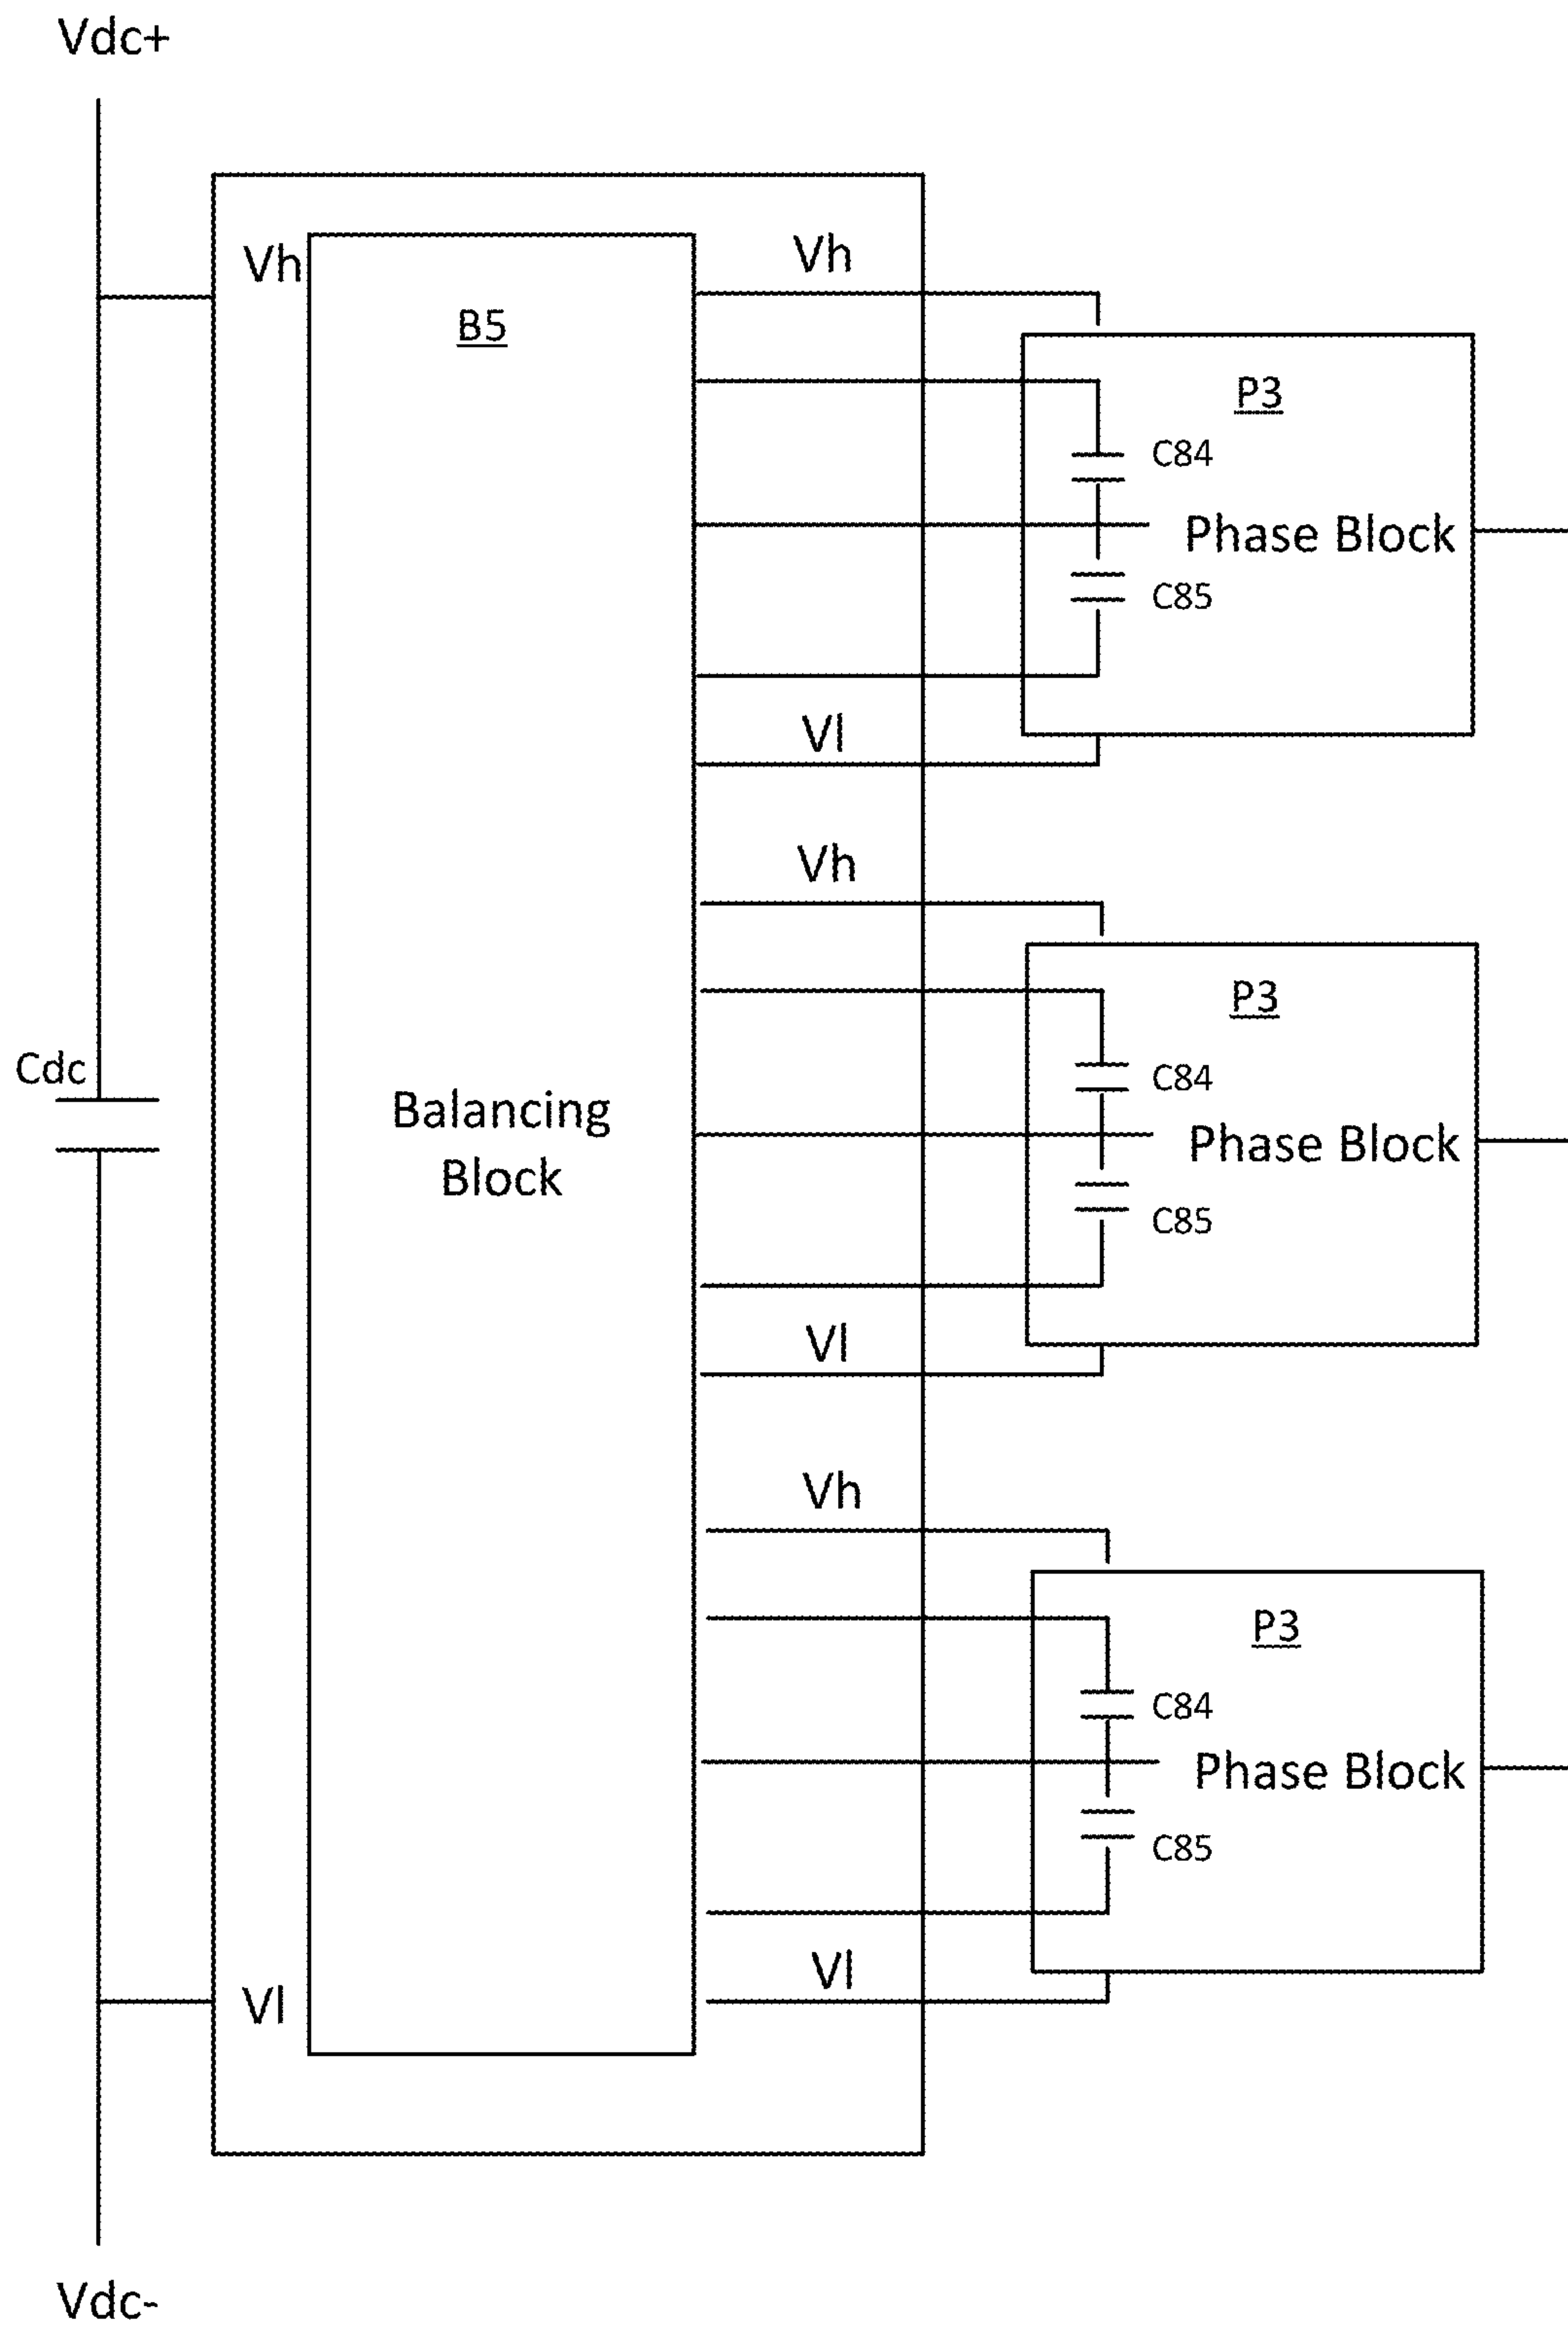 Vdc+
Vh
Vh
B5
P3
C84
Phase Block
C85
Vl
Vh
P3
Cdc
C84
Balancing
Block
Phase Block
C85
Vl
Vh
P3
C84
Phase Block
C85
Vl
Vl
Vdc-